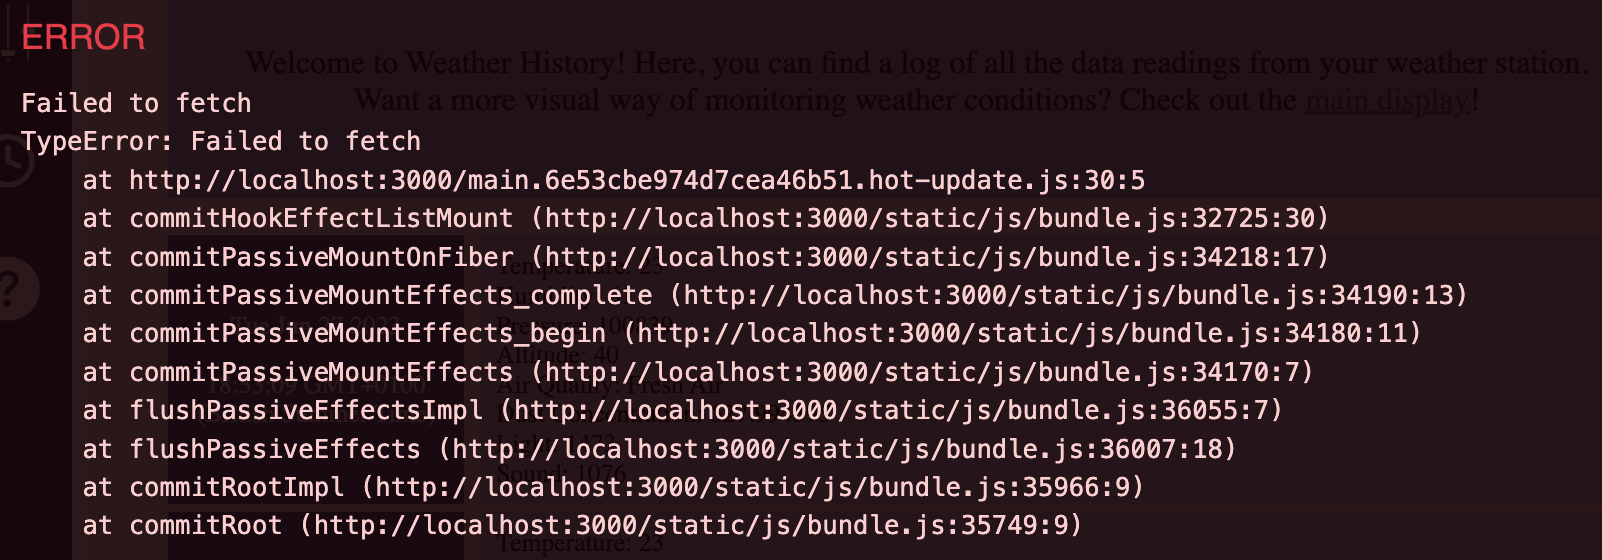 ERROR
Welcome to Weather History! Here, you can find a log of all the data readings from your weather station.
Want a more visual way of monitoring weather conditions? Check out the main display!
Failed to fetch
TypeError: Failed to fetch
at http://localhost:3000/main.6e53cbe974d7cea46b51.hot-update.js:30:5
at commitHookEffectListMount (http://localhost:3000/static/js/bundle.js:32725:30)
at commitPassiveMountOnFiber (http://localhost:3000/static/js/bundle.js:34218:17)
Temperature: 23
at commitPassiveMountEffects_complete (http://localhost:3000/static/js/bundle.js:34190:13)
at commitPassiveMountEffects_begin (http://localhost:3000/static/js/bundle.js:34180:11)
Altitude: 40
at commitPassiveMountEffects (http://localhost:3000/static/js/bundle.js:34170:7)
Air Quality: Fresh Air
at flushPassiveEffectsImpl (http://localhost:3000/static/js/bundle.js:36055:7)
at flushPassiveEffects (http://localhost:3000/static/js/bundle.js:36007:18)
Sound: 1076
at commitRootImpl (http://localhost:3000/static/js/bundle.js:35966:9)
at commitRoot (http://localhost:3000/static/js/bundle.js:35749:9)
Temperature: 23